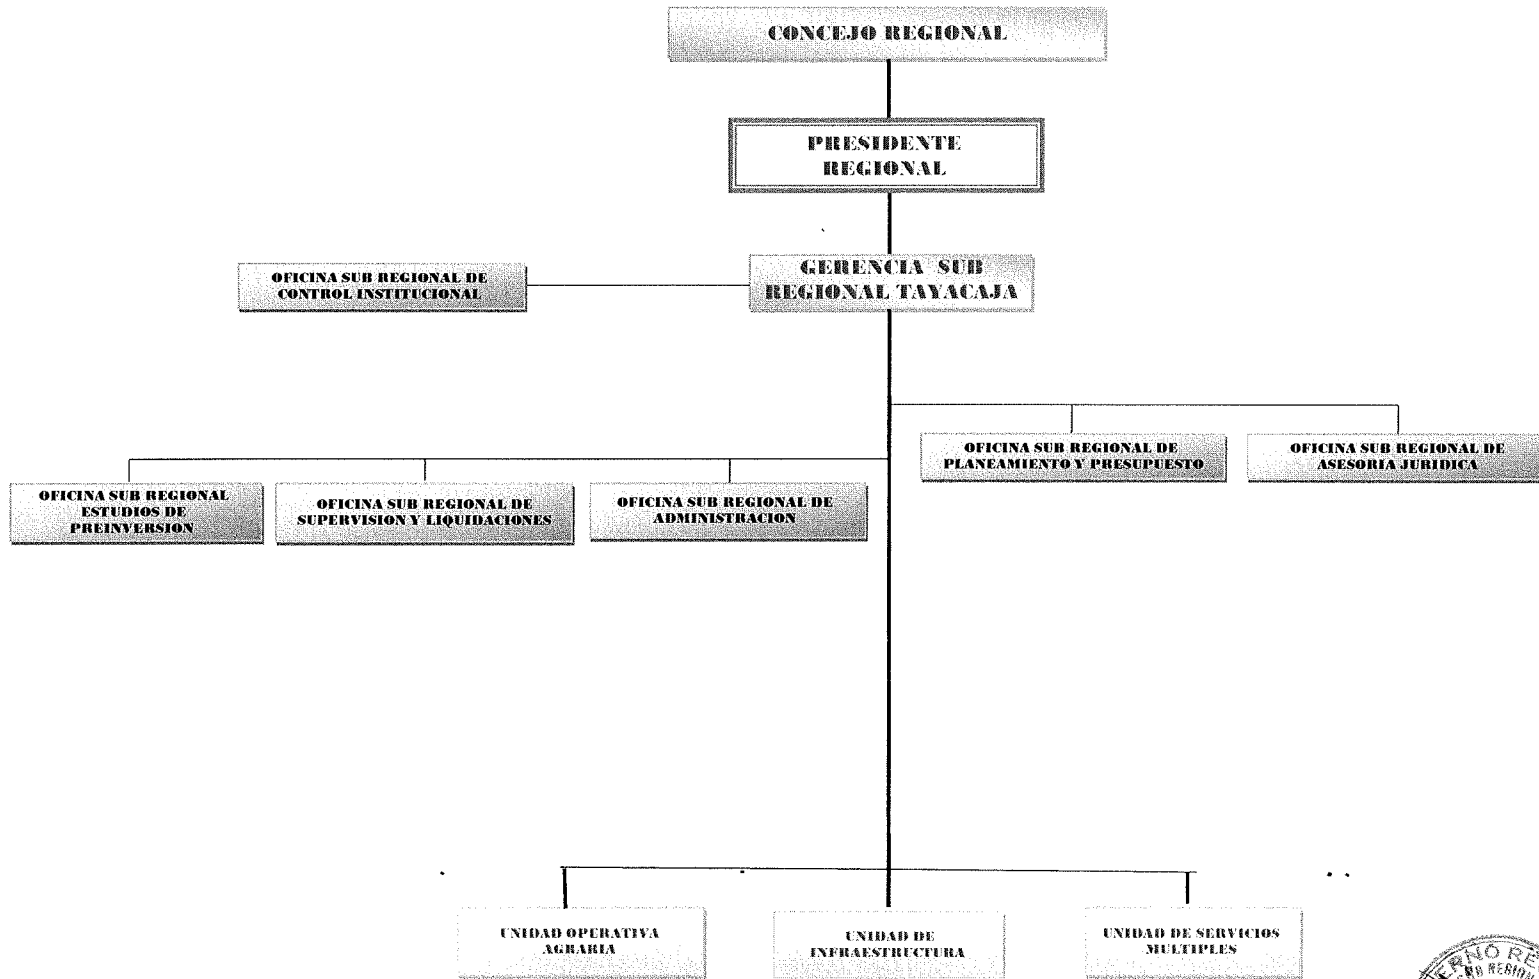 CONCEJO REGIONAL
PRESIDENTE
REGIONAL
GERENCIA SUB
REGIONAL TAYACAJA
OFICINA SUB REGIONAL DE
CONTROL INSTITUCIONAL
OFICINA SUB REGIONAL DE
PLANEAMIENTO Y PRESUPUESTO
OFICINA SUB REGIONAL DE
ASESORIA JURIDICA
OFICINA SUB REGIONAL
ESTUDIOS DE
PREINVERSION
OFICINA SUB REGIONAL DE
SUPERVISION Y LIQUIDACIONES
OFICINA SUB REGIONAL DE
ADMINISTRACION
UNIDAD OPERATIVA
AGRARIA
UNIDAD DE
INFRAESTRUCTURA
UNIDAD DE SERVICIOS
MULTIPLES